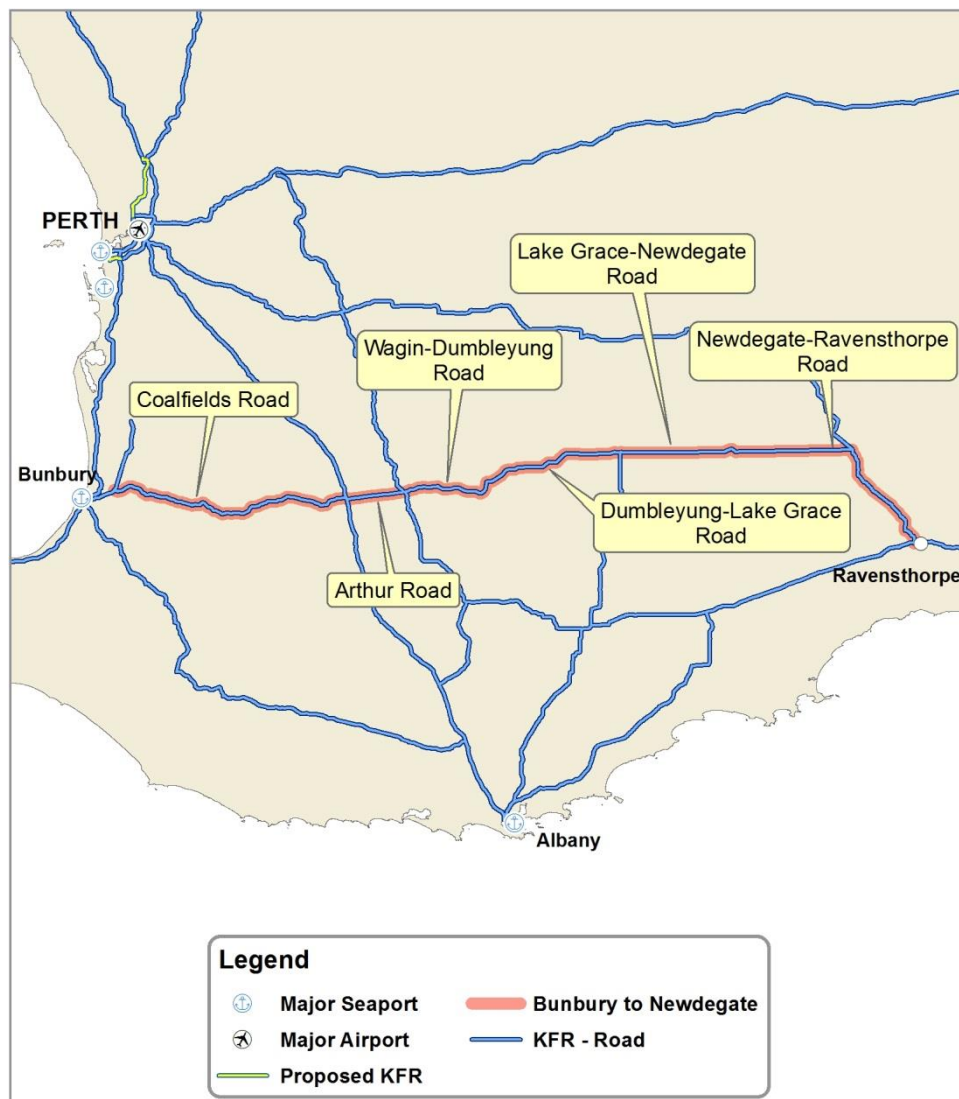 PERTH
Lake Grace-Newdegate
Road
Wagin-Dumbleyung
Road
Newdegate-Ravensthorpe
Road
Coalfields Road
Bunbury
Dumbleyung-Lake Grace
Road
Arthur Road
Ravensthorpe
Albany
Legend
Major Seaport
Bunbury to Newdegate
Major Airport
KFR - Road
Proposed KFR